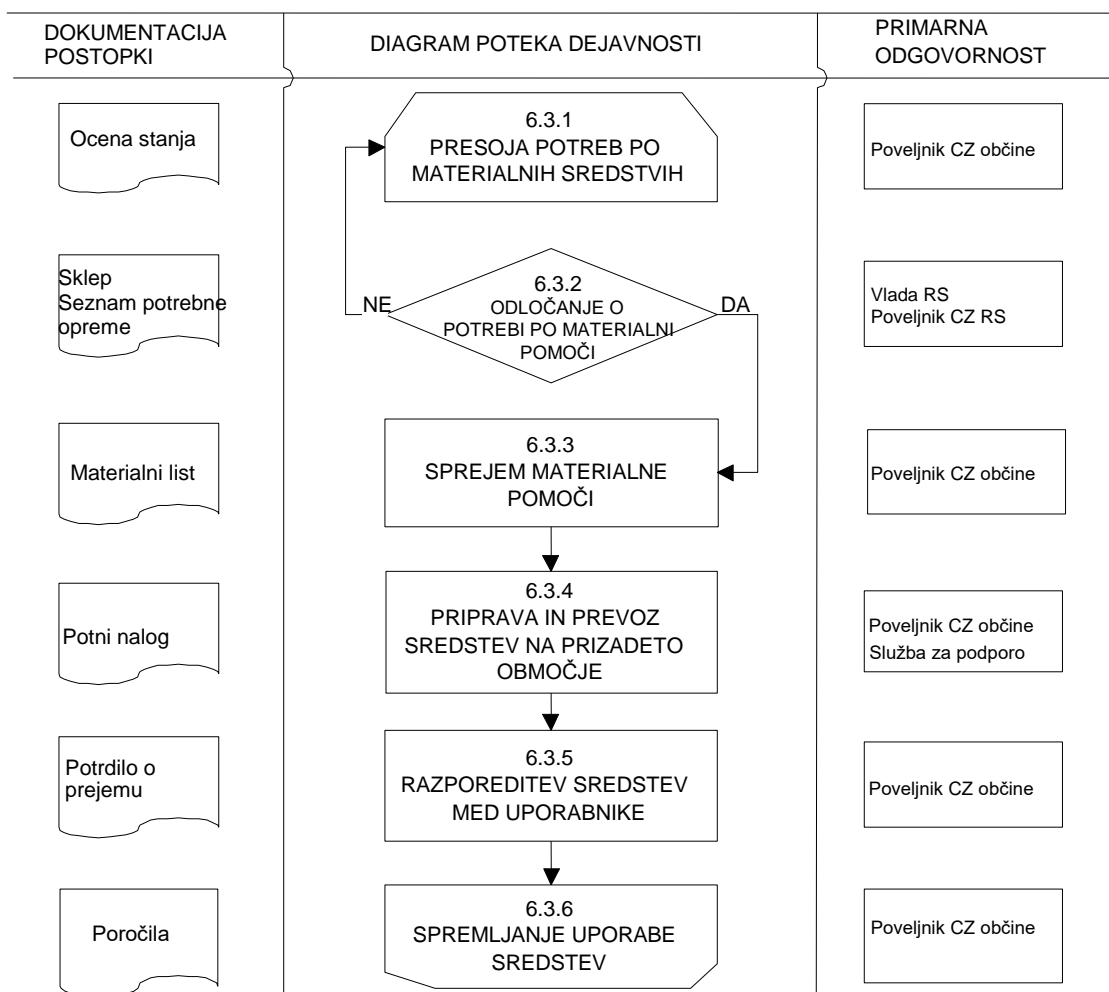 DOKUMENTACIJA
POSTOPKI
DIAGRAM POTEKA DEJAVNOSTI
PRIMARNA
ODGOVORNOST
Ocena stanja
6.3.1
PRESOJA POTREB PO
MATERIALNIH SREDSTVIH
Poveljnik CZ občine
Sklep
Seznam potrebne
opreme
NE
6.3.2
ODLOČANJE O
POTREBI PO MATERIALNI
POMOČI
DA
Vlada RS
Poveljnik CZ RS
Materialni list
6.3.3
SPREJEM MATERIALNE
POMOČI
Poveljnik CZ občine
Potni nalog
6.3.4
PRIPRAVA IN PREVOZ
SREDSTEV NA PRIZADETO
OBMOČJE
Poveljnik CZ občine
Služba za podporo
Potrdilo o
prejemu
6.3.5
RAZPOREDITEV SREDSTEV
MED UPORABNIKE
Poveljnik CZ občine
Poročila
6.3.6
SPREMLJANJE UPORABE
SREDSTEV
Poveljnik CZ občine